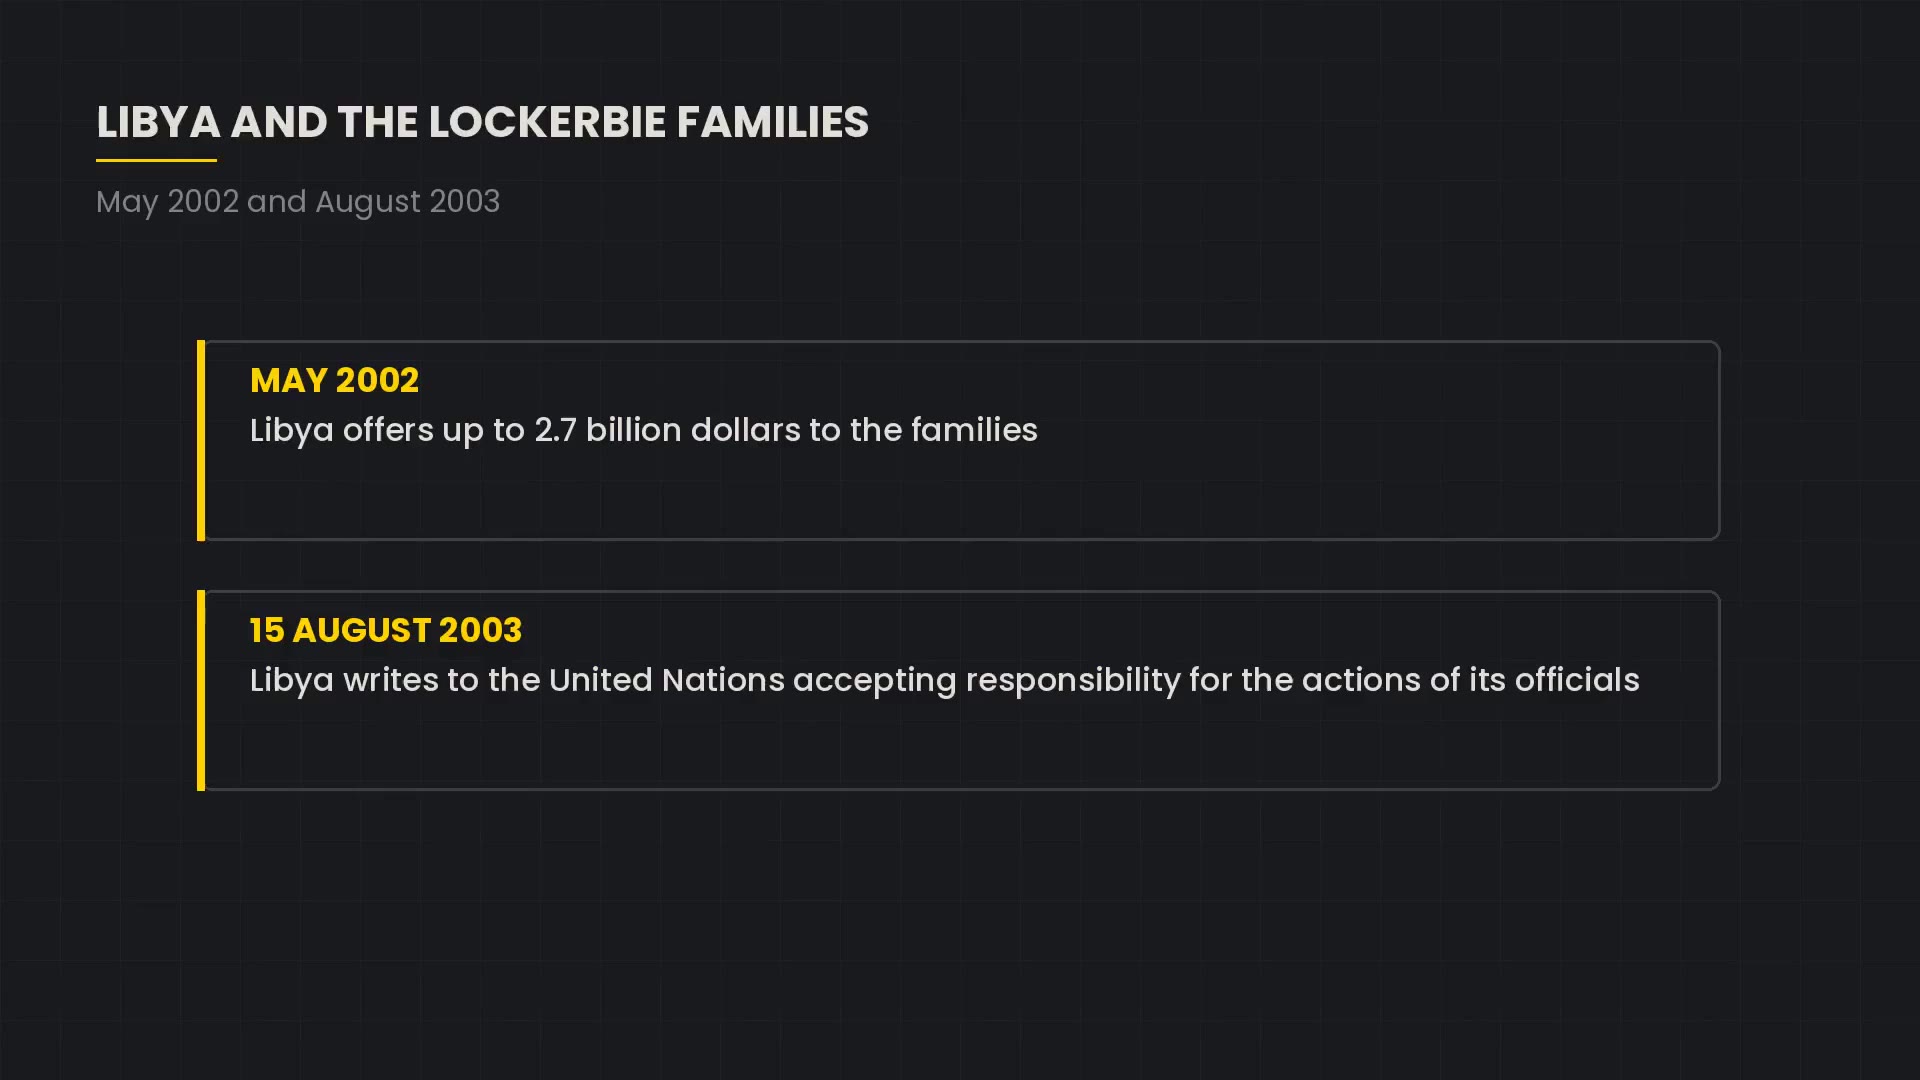 LIBYA AND THE LOCKERBIE FAMILIES
May 2002 and August 2003
MAY 2002
Libya offers up to 2.7 billion dollars to the families
15 AUGUST 2003
Libya writes to the United Nations accepting responsibility for the actions of its officials